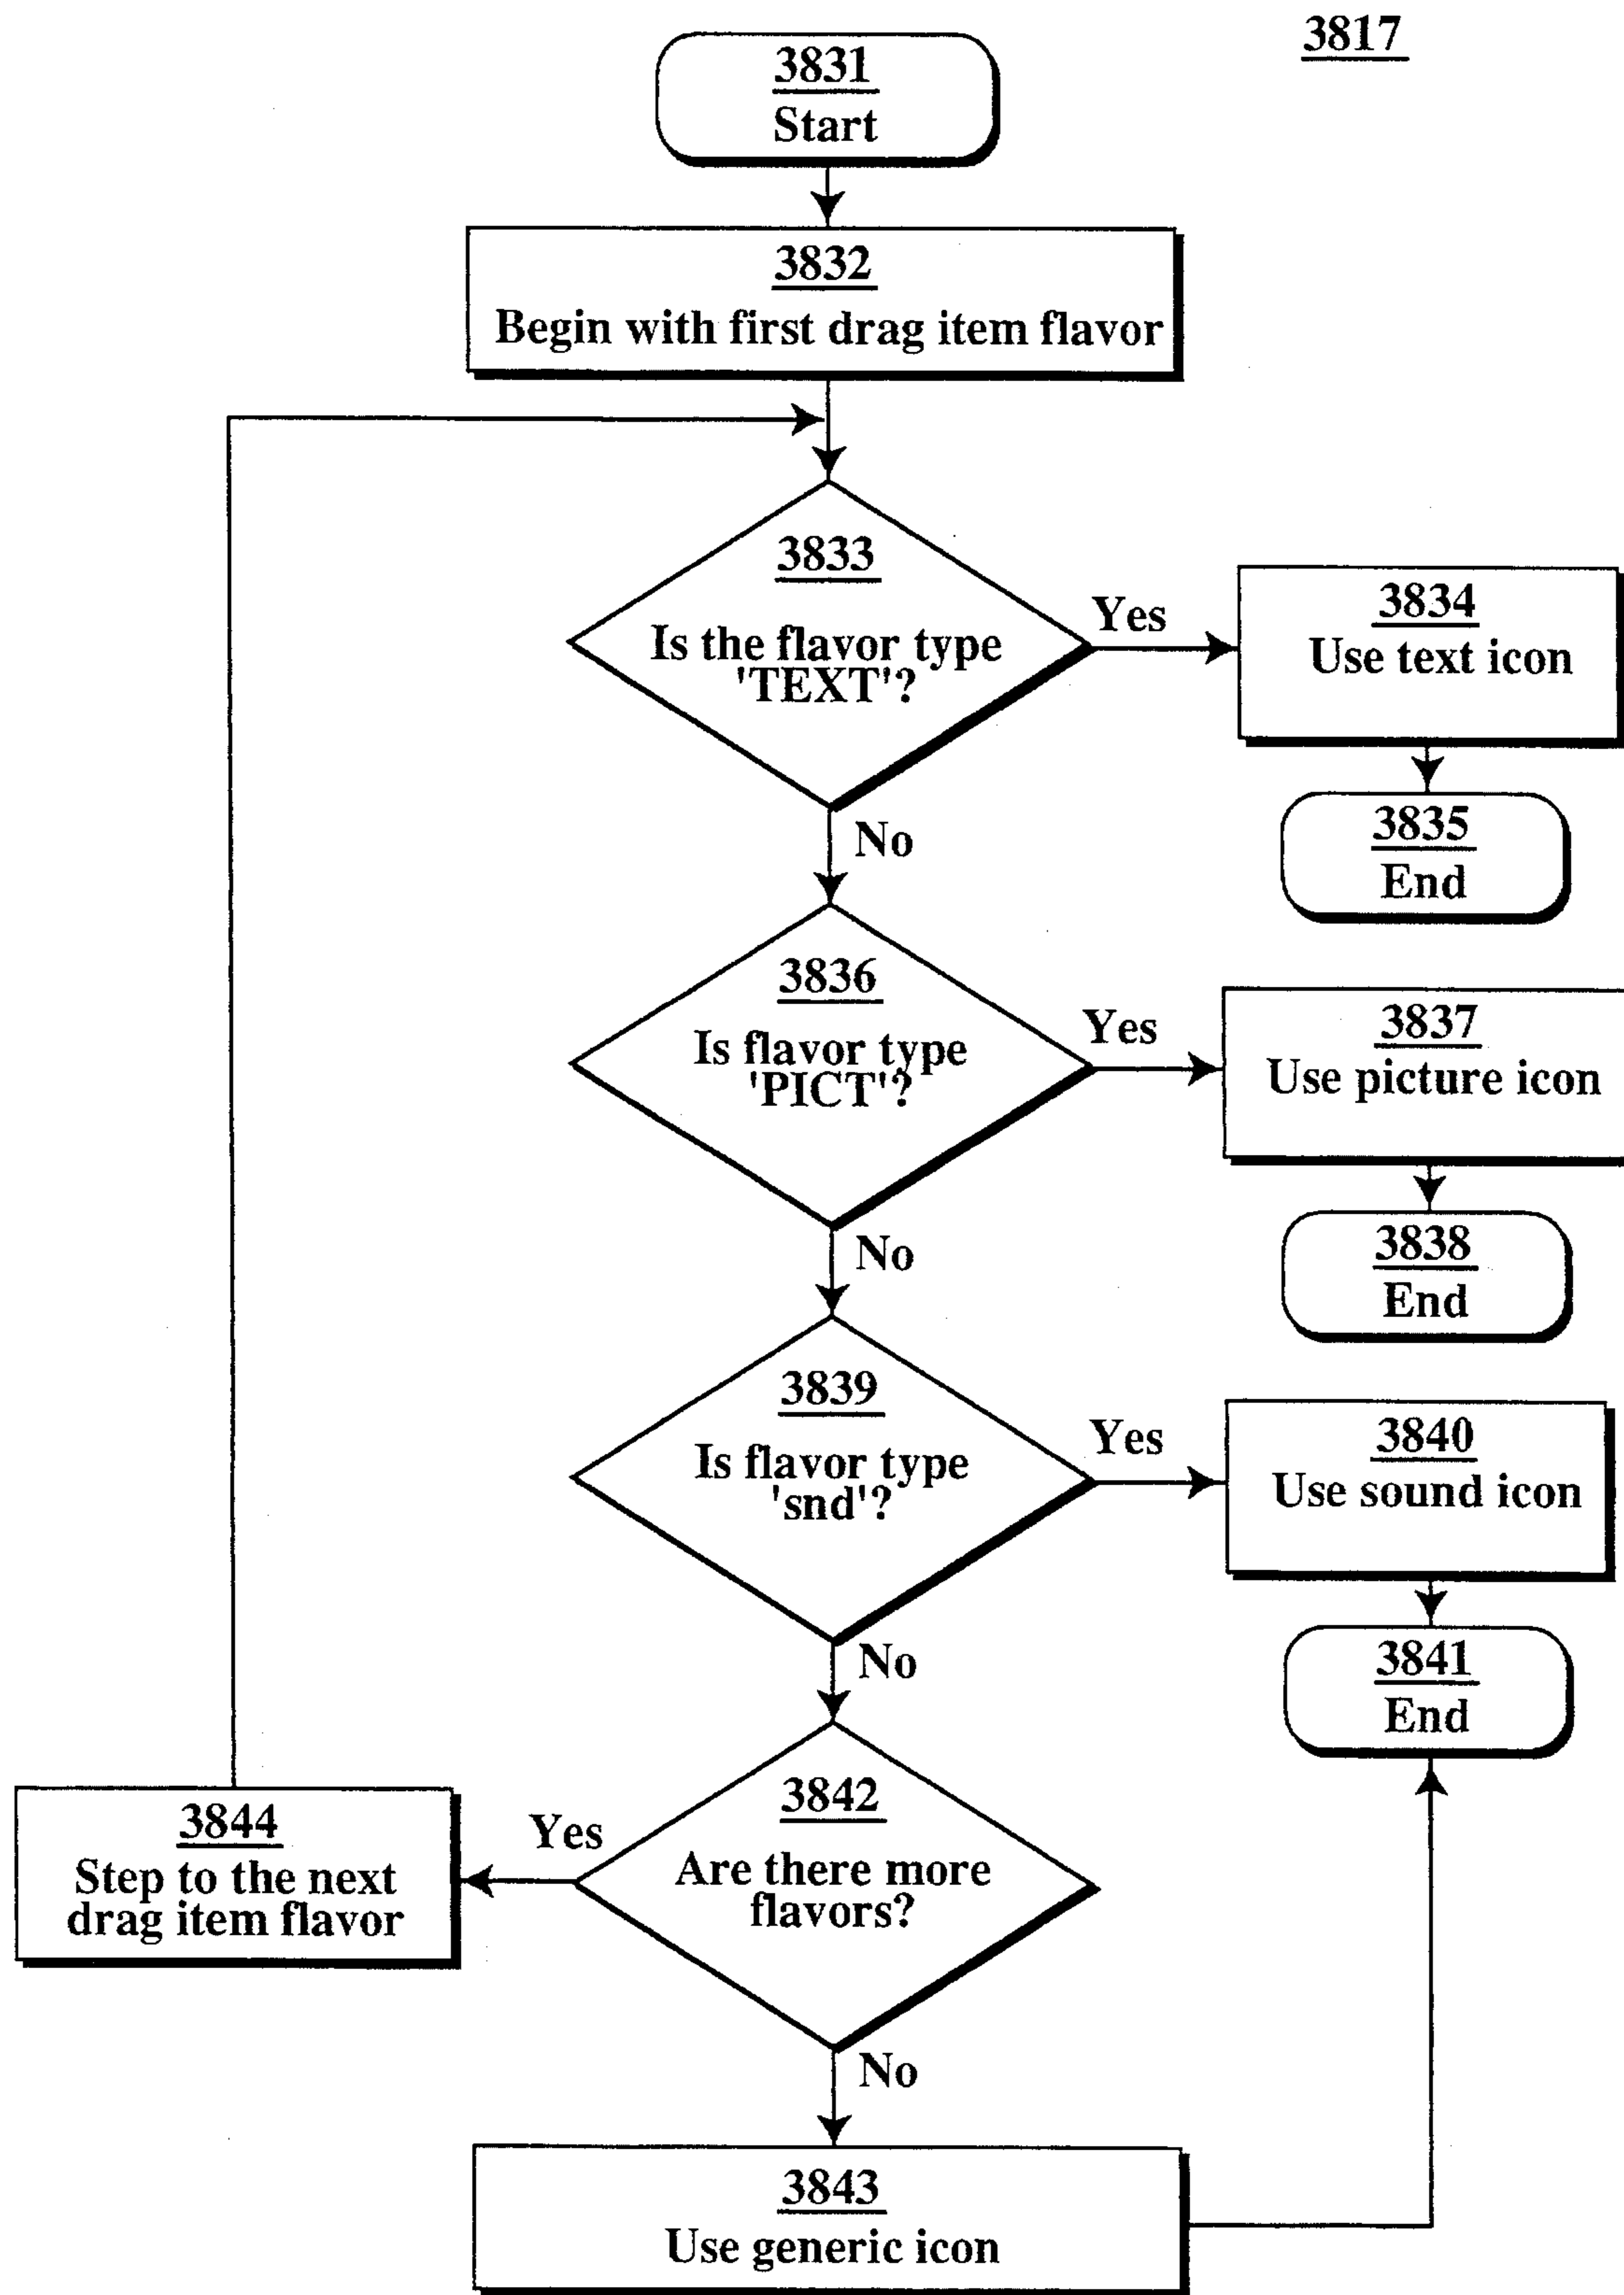 3817
3831
Start
3832
Begin with first drag item flavor
3833
Is the flavor type
'TEXT'?
Yes
3834
Use text icon
3835
End
No
3836
Is flavor type
'PICT'?
Yes
3837
Use picture icon
3838
End
No
3839
Is flavor type
'snd'?
Yes
3840
Use sound icon
3841
End
No
3842
Are there more
flavors?
Yes
3844
Step to the next
drag item flavor
No
3843
Use generic icon